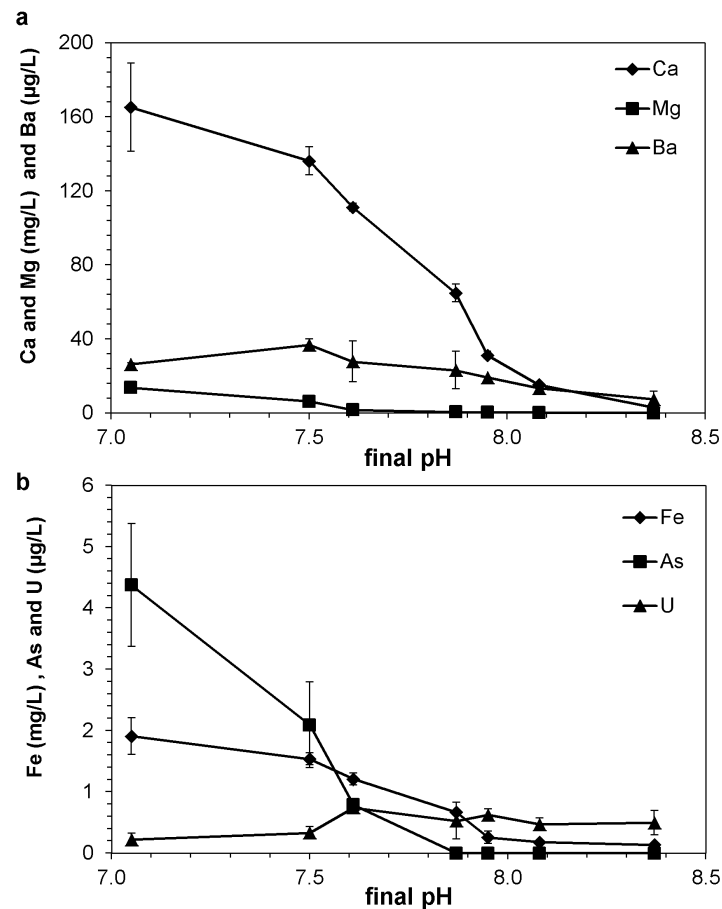 a
Ca and Mg (mg/L) and Ba (µg/L)
200
160
120
80
40
0
Ca
Mg
Ba
7.0 7.5 8.0 8.5
final pH
b
Fe (mg/L) , As and U (µg/L)
6
5
4
3
2
1
0
Fe
As
U
7.0 7.5 8.0 8.5
final pH